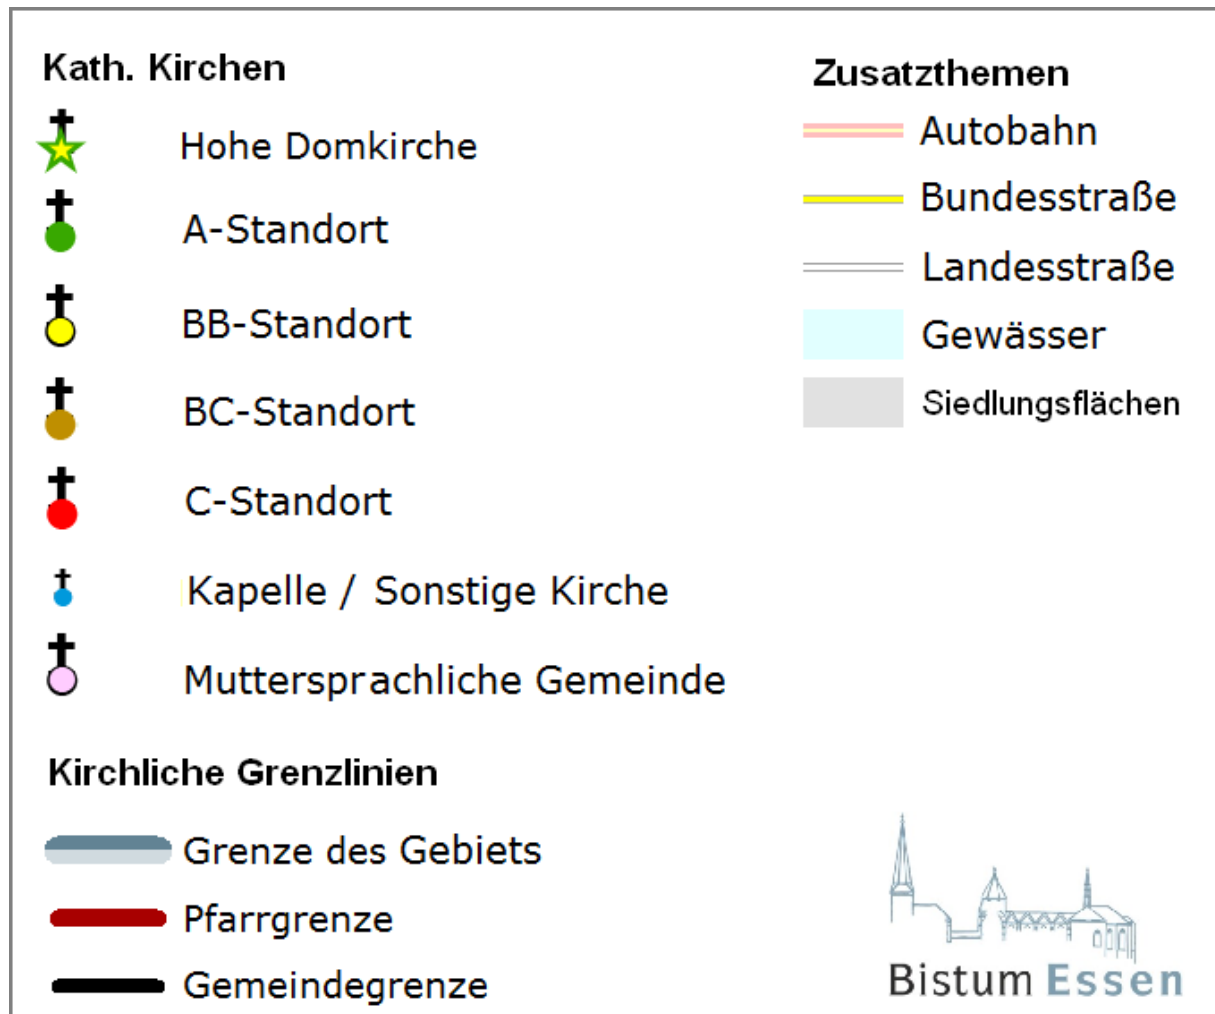 Kath. Kirchen
Hohe Domkirche
A-Standort
BB-Standort
BC-Standort
C-Standort
Kapelle / Sonstige Kirche
Muttersprachliche Gemeinde
Kirchliche Grenzlinien
Grenze des Gebiets
Pfarrgrenze
Gemeindegrenze
Zusatzthemen
Autobahn
Bundesstraße
Landesstraße
Gewässer
Siedlungsflächen
Bistum Essen